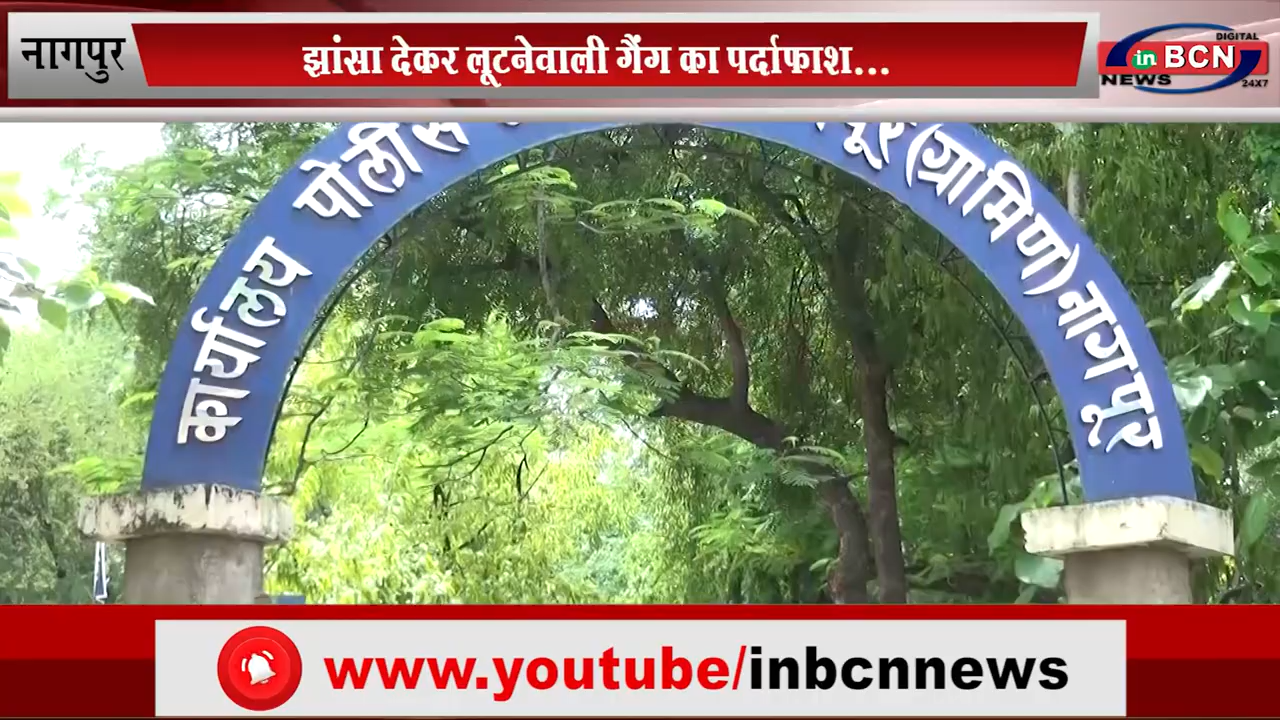 नागपुर
झांसा देकर लूटनेवाली गैंग का पर्दाफाश...
DIGITAL
in BCN
NEWS
24X7
कार्यालय पोलीस
(ग्रामिण) नागपूर
www.youtube/inbcnnews